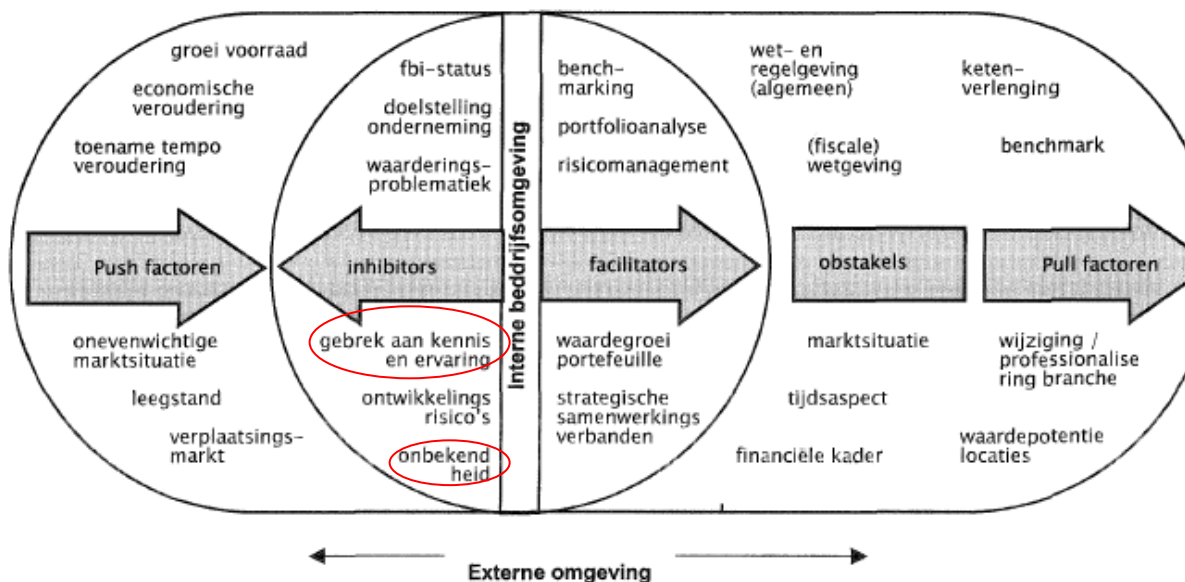 groei voorraad
economische
veroudering
toename tempo
veroudering
Push factoren
onevenwichtige
marktsituatie
leegstand
verplaatsings-
markt
fbi-status
doelstelling
onderneming
waarderings-
problematiek
inhibitors
gebrek aan kennis
en ervaring
ontwikkelings
risico's
onbekend
heid
Interne beddrijfsomgeving
bench-
marking
portfolioanalyse
risicomanagement
facilitators
waardegroei
portefeuille
strategische
samenwerkings
verbanden
wet- en
regelgeving
(algemeen)
(fiscale)
wetgeving
obstakels
marktsituatie
tijdsaspect
financiële kader
keten-
verlenging
benchmark
Pull factoren
wijziging /
professionalise
ring branche
waardepotentie
locaties
Externe omgeving